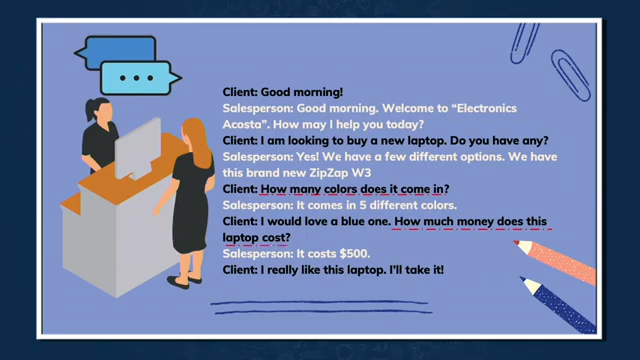 Client: Good morning!
Salesperson: Good morning. Welcome to “Electronics
Acosta”. How may I help you today?
Client: I am looking to buy a new laptop. Do you have any?
Salesperson: Yes! We have a few different options. We have
this brand new ZipZap W3
Client: How many colors does it come in?
Salesperson: It comes in 5 different colors.
Client: I would love a blue one. How much money does this
laptop cost?
Salesperson: It costs $500.
Client: I really like this laptop. I’ll take it!